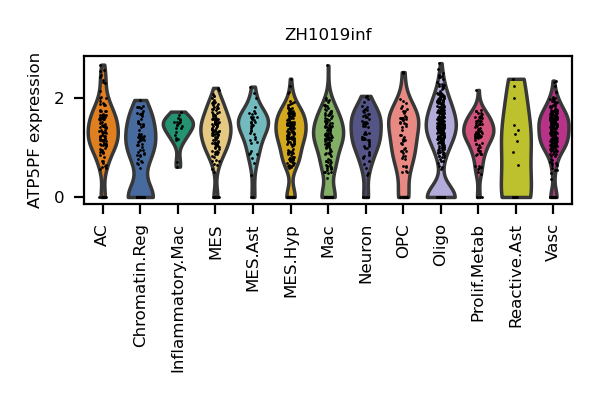 ZH1019inf
ATP5PF expression
2
0
AC
Chromatin.Reg
Inflammatory.Mac
MES
MES.Ast
MES.Hyp
Mac
Neuron
OPC
Oligo
Prolif.Metab
Reactive.Ast
Vasc